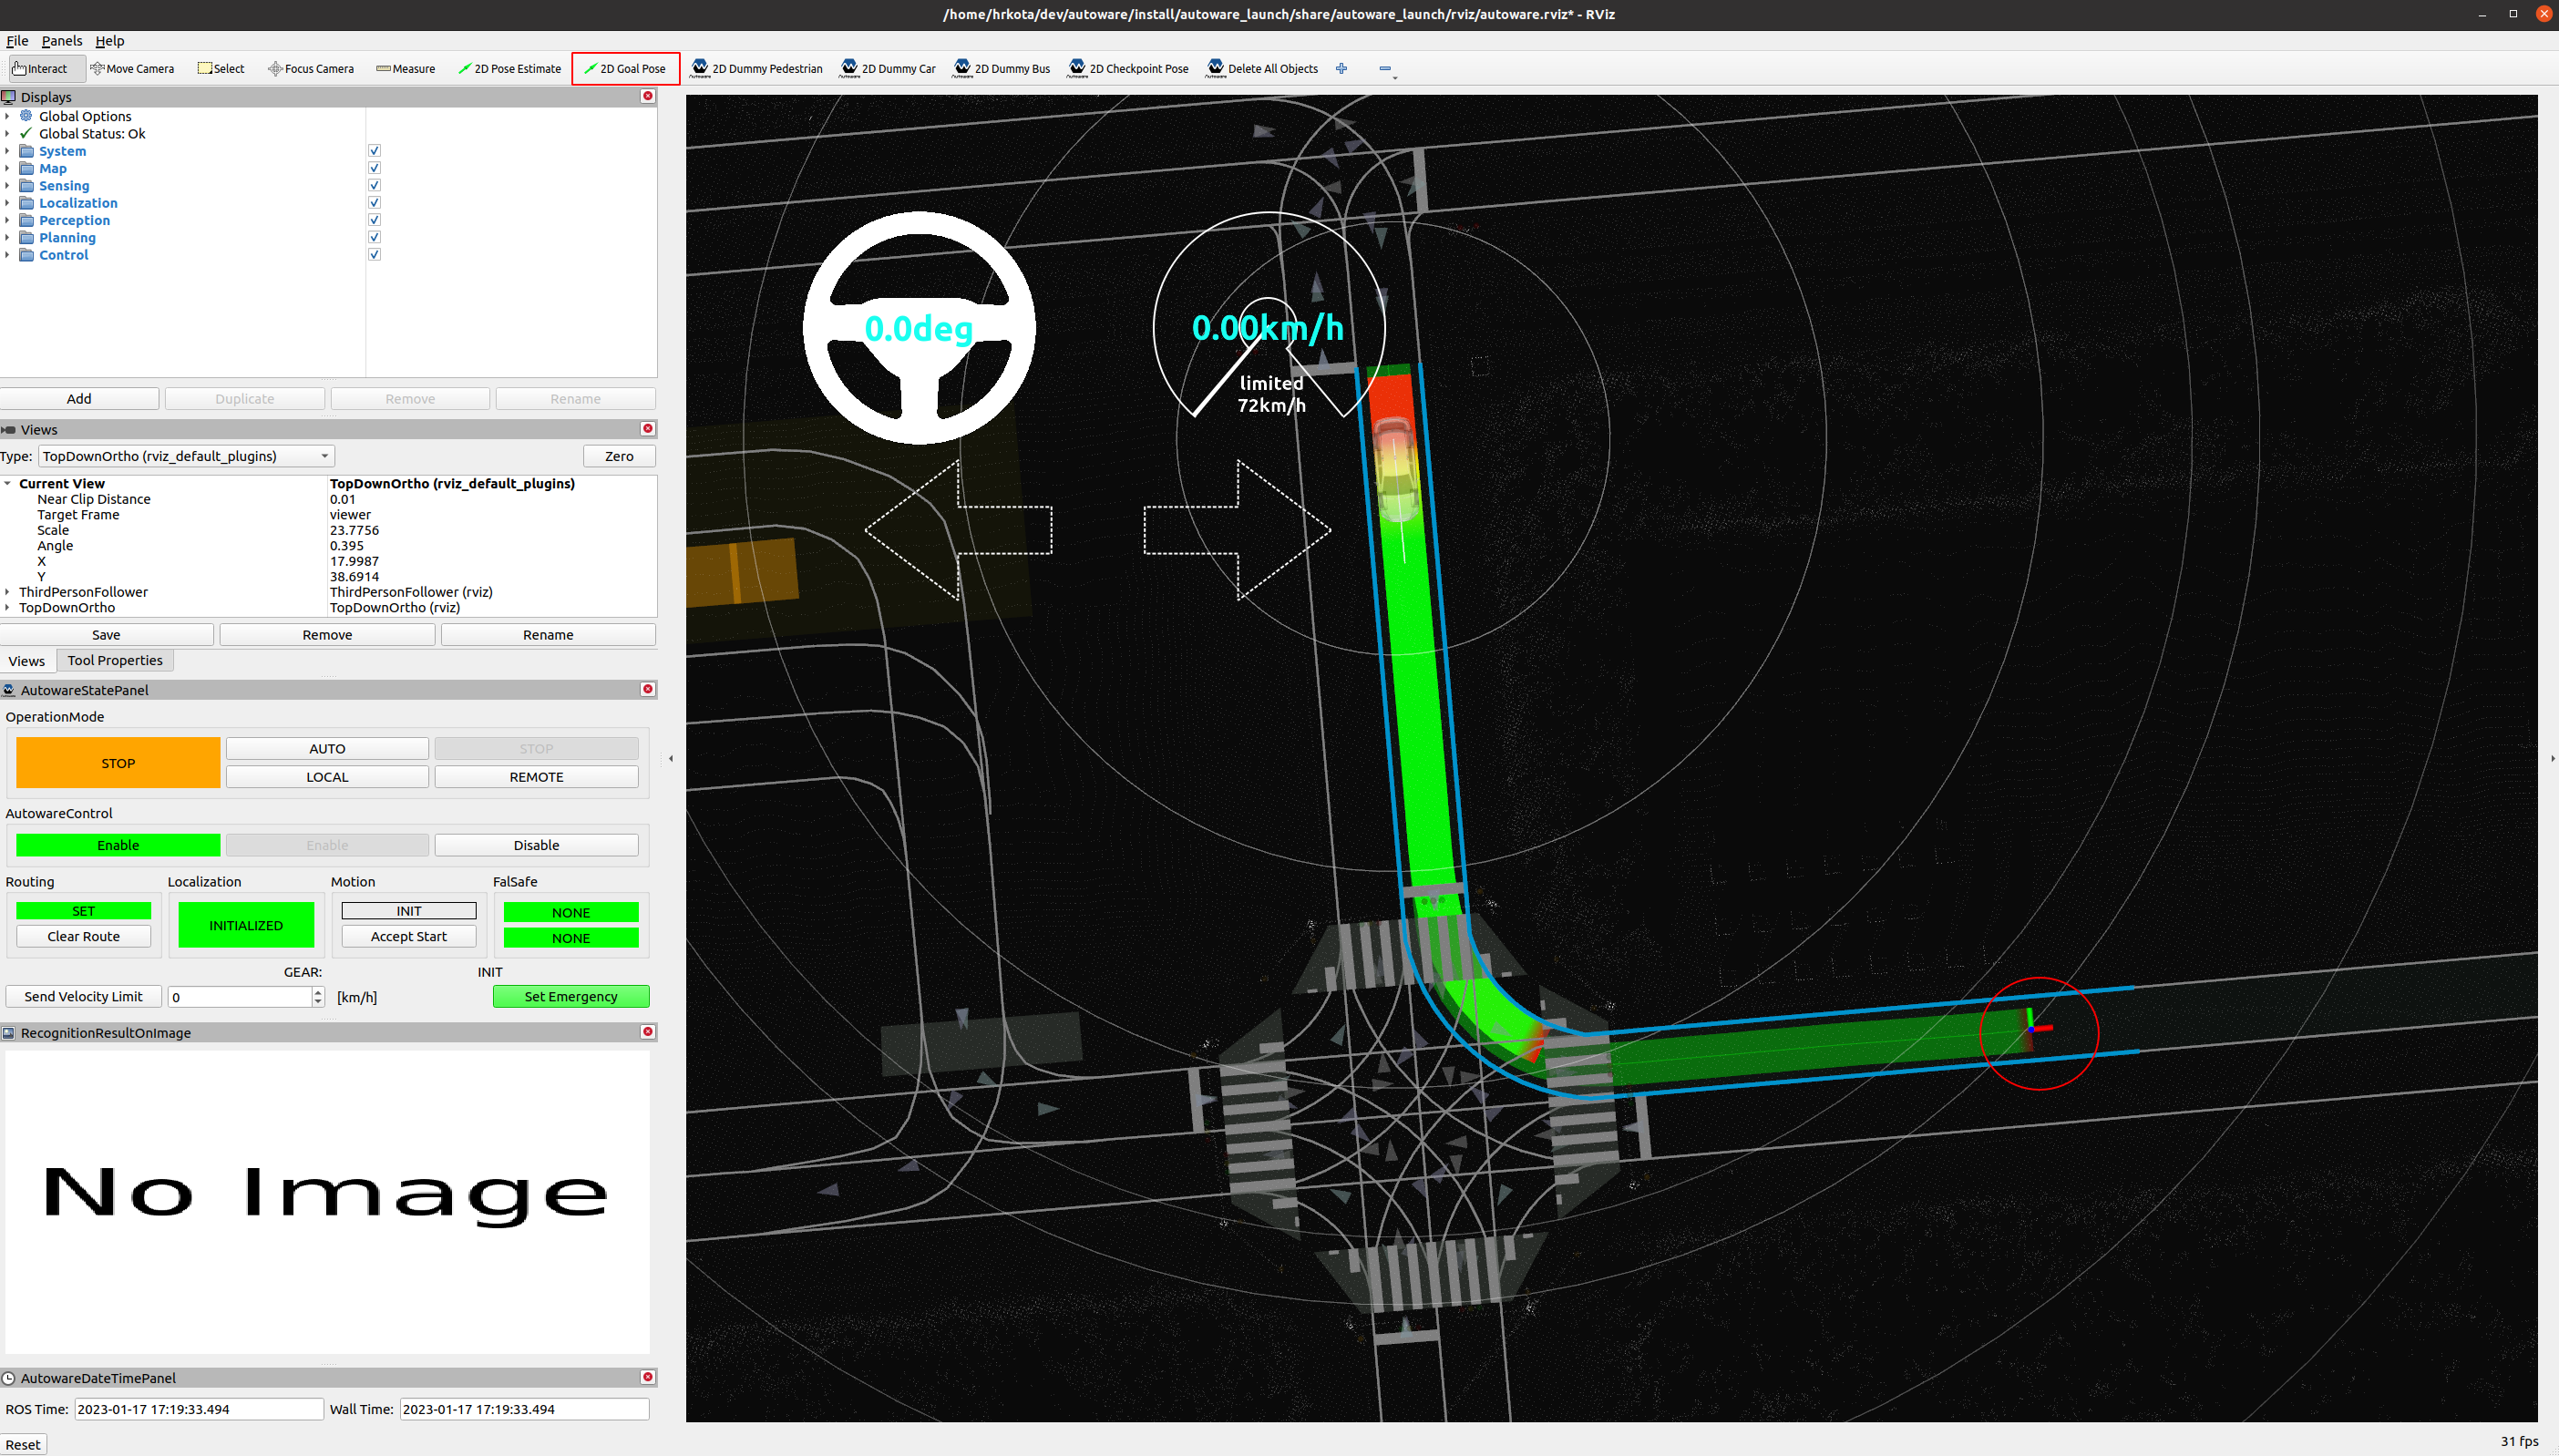 /home/hrkota/dev/autoware/install/autoware_launch/share/autoware_launch/rviz/autoware.rviz* - RViz
File Panels Help
Interact Move Camera Select Focus Camera Measure 2D Pose Estimate 2D Goal Pose 2D Dummy Pedestrian 2D Dummy Car 2D Dummy Bus 2D Checkpoint Pose Delete All Objects
Displays
Global Options
Global Status: Ok
System
Map
Sensing
Localization
Perception
Planning
Control
Add Duplicate Remove Rename
Views
Type: TopDownOrtho (rviz_default_plugins) Zero
Current View TopDownOrtho (rviz_default_plugins)
Near Clip Distance 0.01
Target Frame viewer
Scale 23.7756
Angle 0.395
X 17.9987
Y 38.6914
ThirdPersonFollower ThirdPersonFollower (rviz)
TopDownOrtho TopDownOrtho (rviz)
Save Remove Rename
Views Tool Properties
AutowareStatePanel
OperationMode
STOP AUTO STOP
LOCAL REMOTE
AutowareControl
Enable Enable Disable
Routing Localization Motion FalSafe
SET INITIALIZED INIT NONE
Clear Route Accept Start NONE
GEAR: INIT
Send Velocity Limit 0 [km/h] Set Emergency
RecognitionResultOnImage
No Image
AutowareDateTimePanel
ROS Time: 2023-01-17 17:19:33.494 Wall Time: 2023-01-17 17:19:33.494
Reset
0.0deg
0.00km/h
limited
72km/h
31 fps